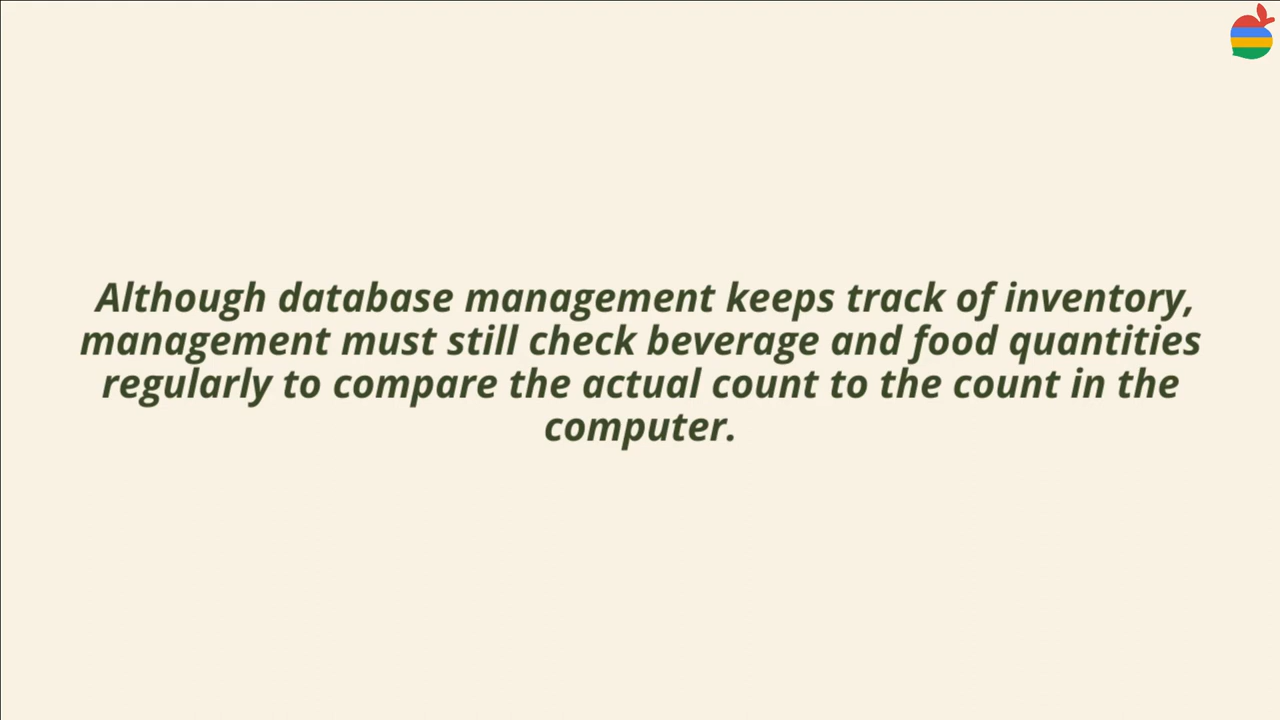 Although database management keeps track of inventory,
management must still check beverage and food quantities
regularly to compare the actual count to the count in the
computer.